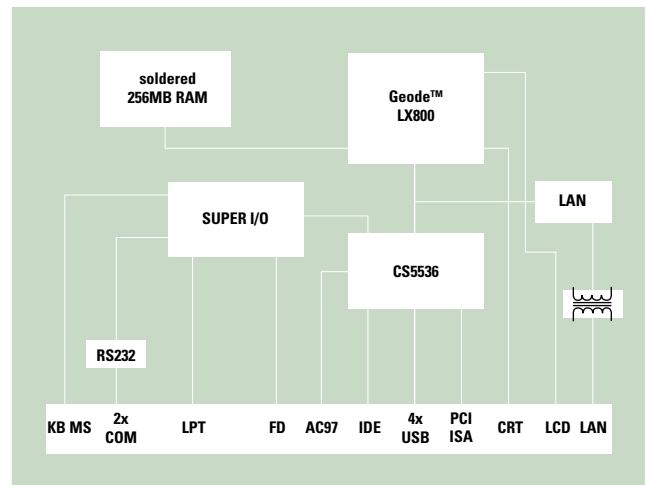 soldered
256MB RAM
Geode™
LX800
SUPER I/O
LAN
CS5536
RS232
KB MS
2x
COM
LPT
FD
AC97
IDE
4x
USB
PCI
ISA
CRT
LCD
LAN